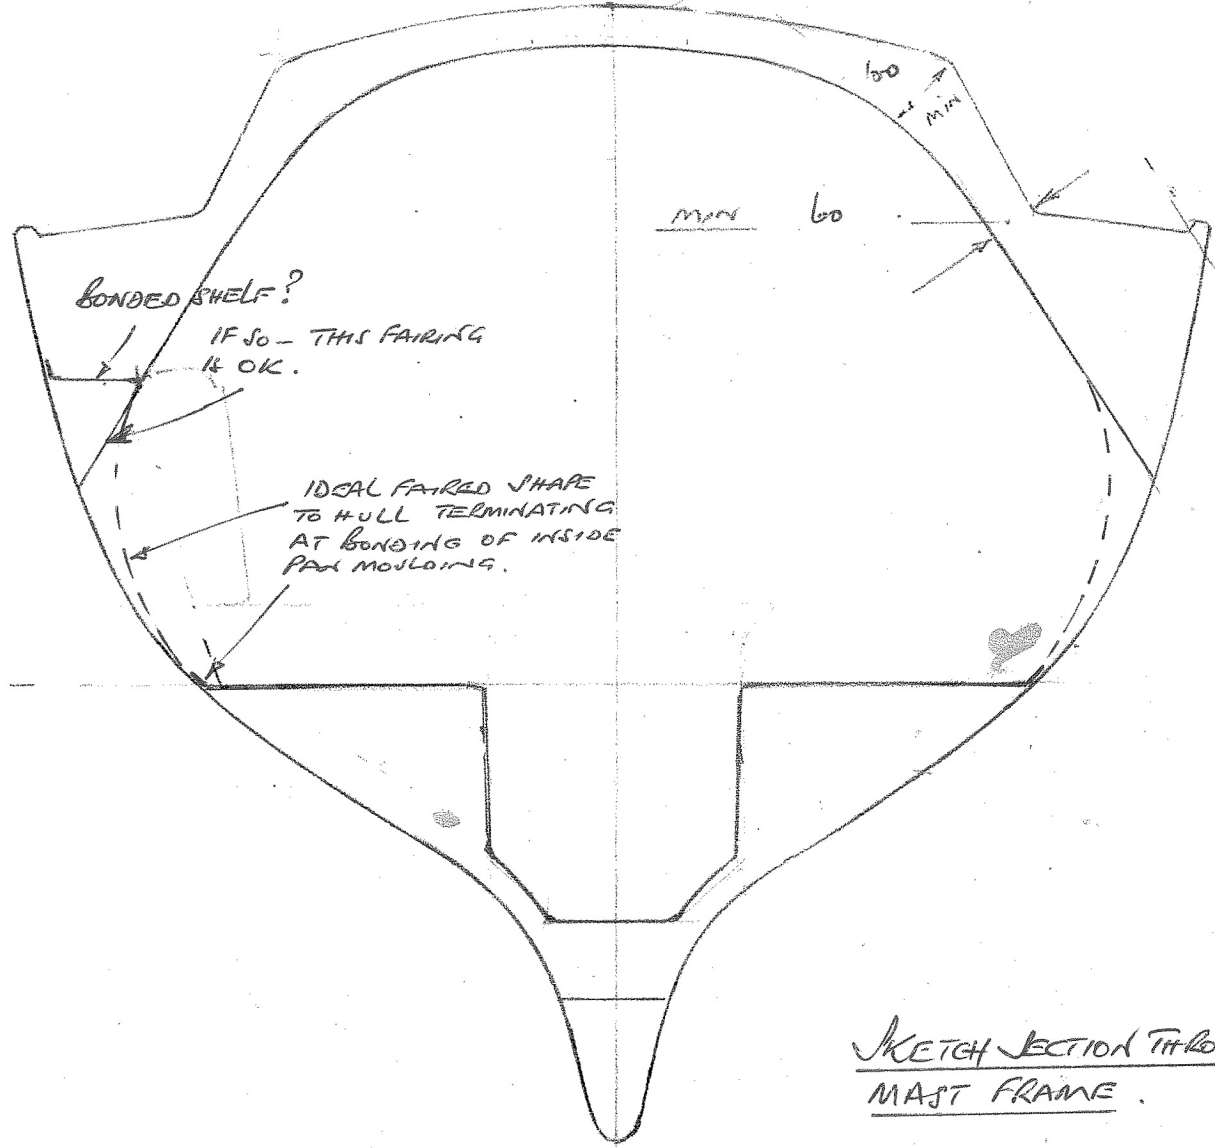 60
MIN
MIN 60
BONDED SHELF?
IF SO - THIS FAIRING
IS OK.
IDEAL FAIRED SHAPE
TO HULL TERMINATING
AT BONDING OF INSIDE
PAN MOULDING.
SKETCH SECTION THRO
MAST FRAME.